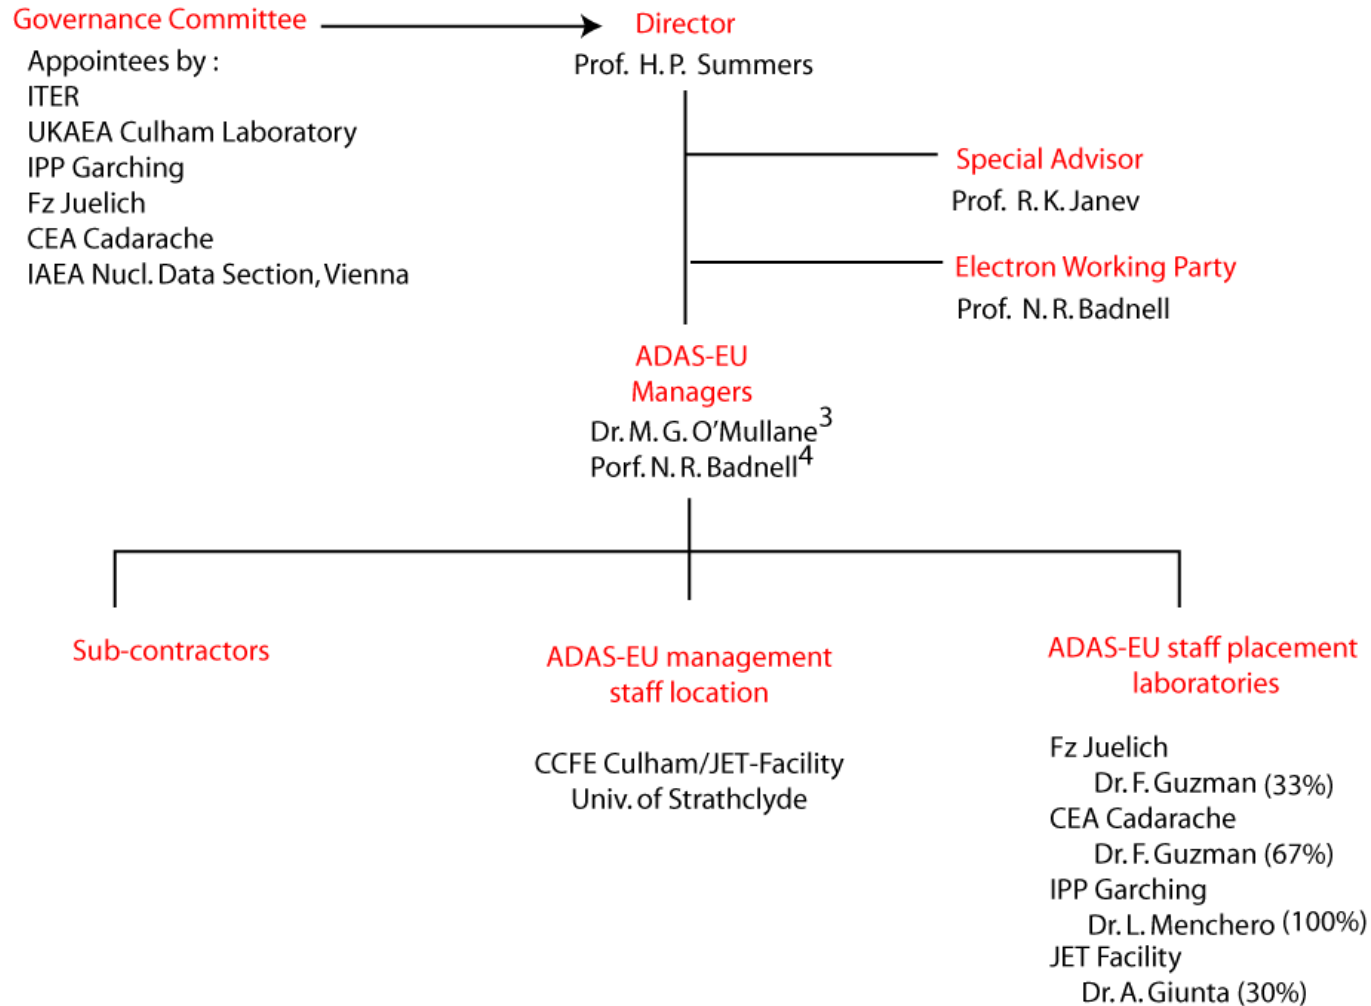 Governance Committee
Appointees by :
ITER
UKAEA Culham Laboratory
IPP Garching
Fz Juelich
CEA Cadarache
IAEA Nucl. Data Section, Vienna
Director
Prof. H.P. Summers
Special Advisor
Prof. R.K. Janev
Electron Working Party
Prof. N.R. Badnell
ADAS-EU
Managers
Dr. M. G. O'Mullane3
Porf. N. R. Badnell4
Sub-contractors
ADAS-EU management
staff location
CCFE Culham/JET-Facility
Univ. of Strathclyde
ADAS-EU staff placement
laboratories
Fz Juelich
Dr. F. Guzman (33%)
CEA Cadarache
Dr. F. Guzman (67%)
IPP Garching
Dr. L. Menchero (100%)
JET Facility
Dr. A. Giunta (30%)